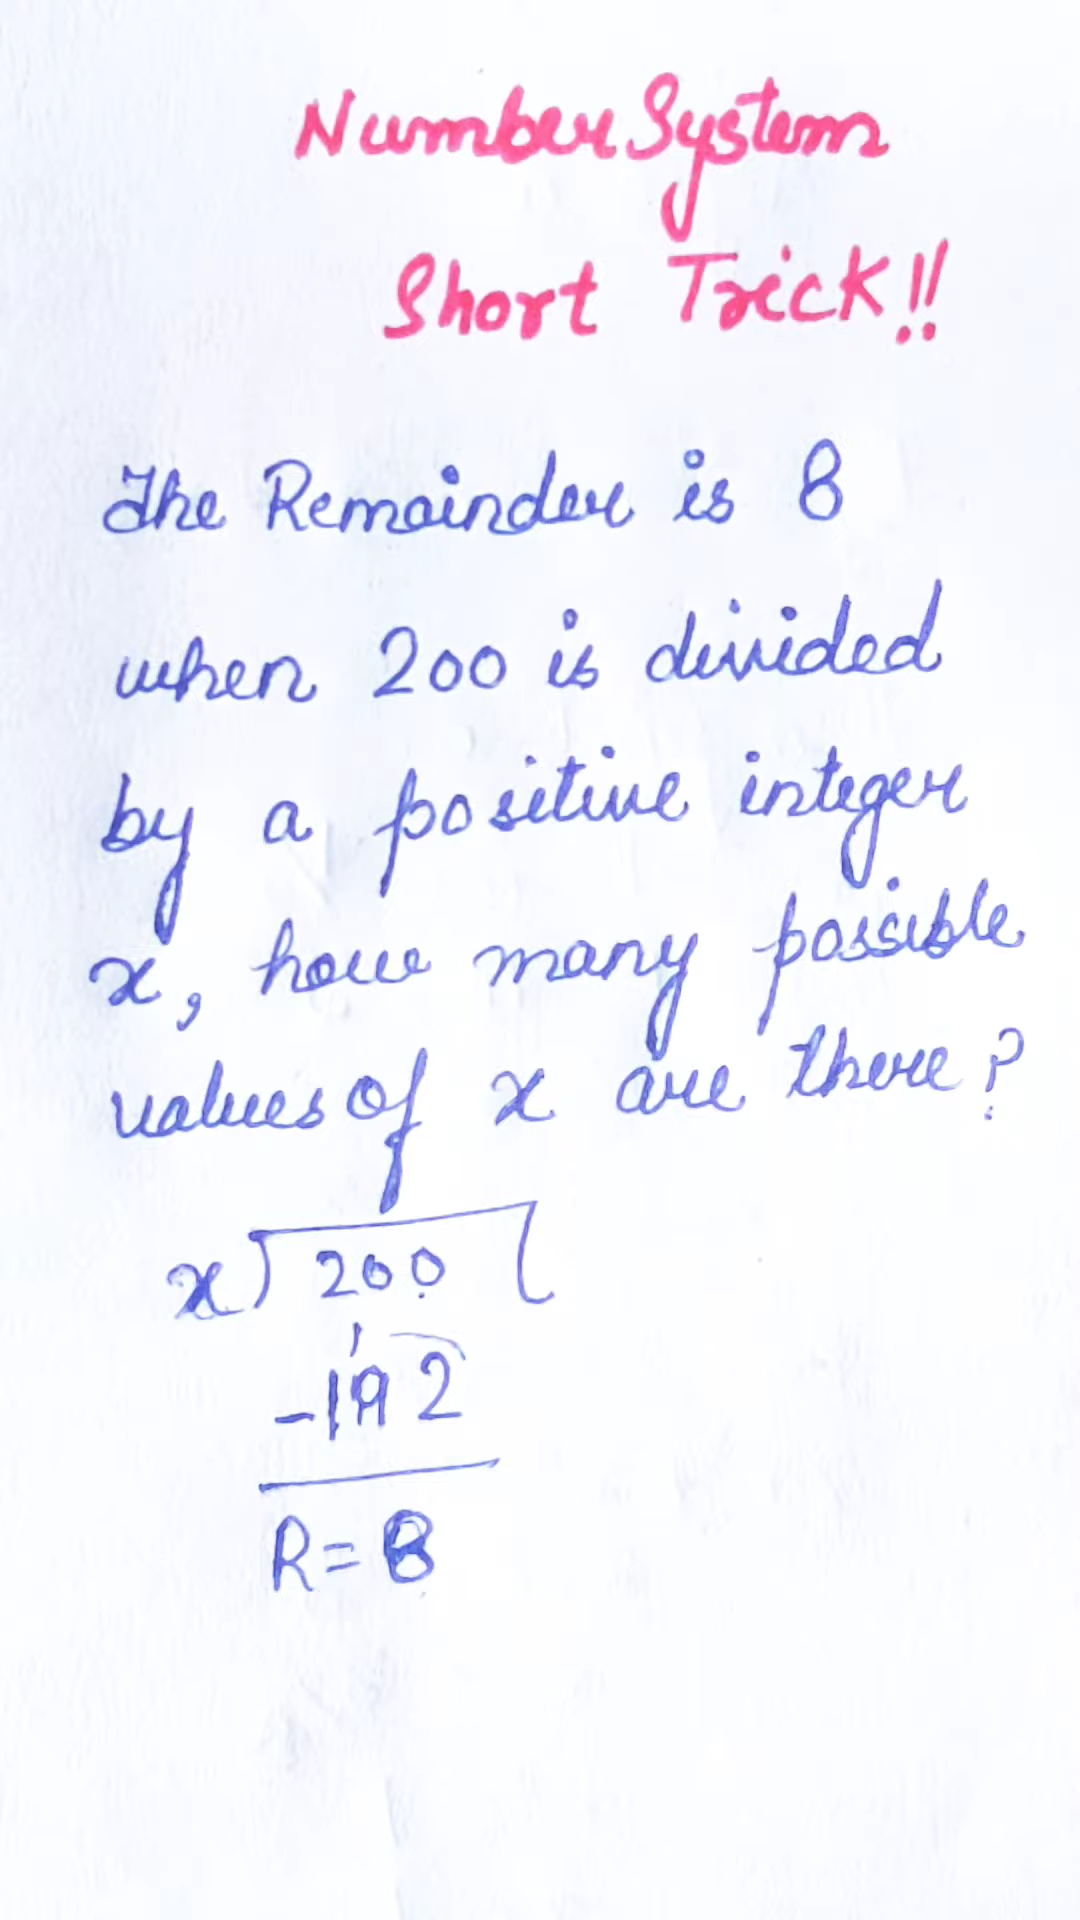 Number System
Short Trick!!
The Remainder is 8
when 200 is divided
by a positive integer
x, how many possible
values of x are there?
x) 200 (
-192
R= 8